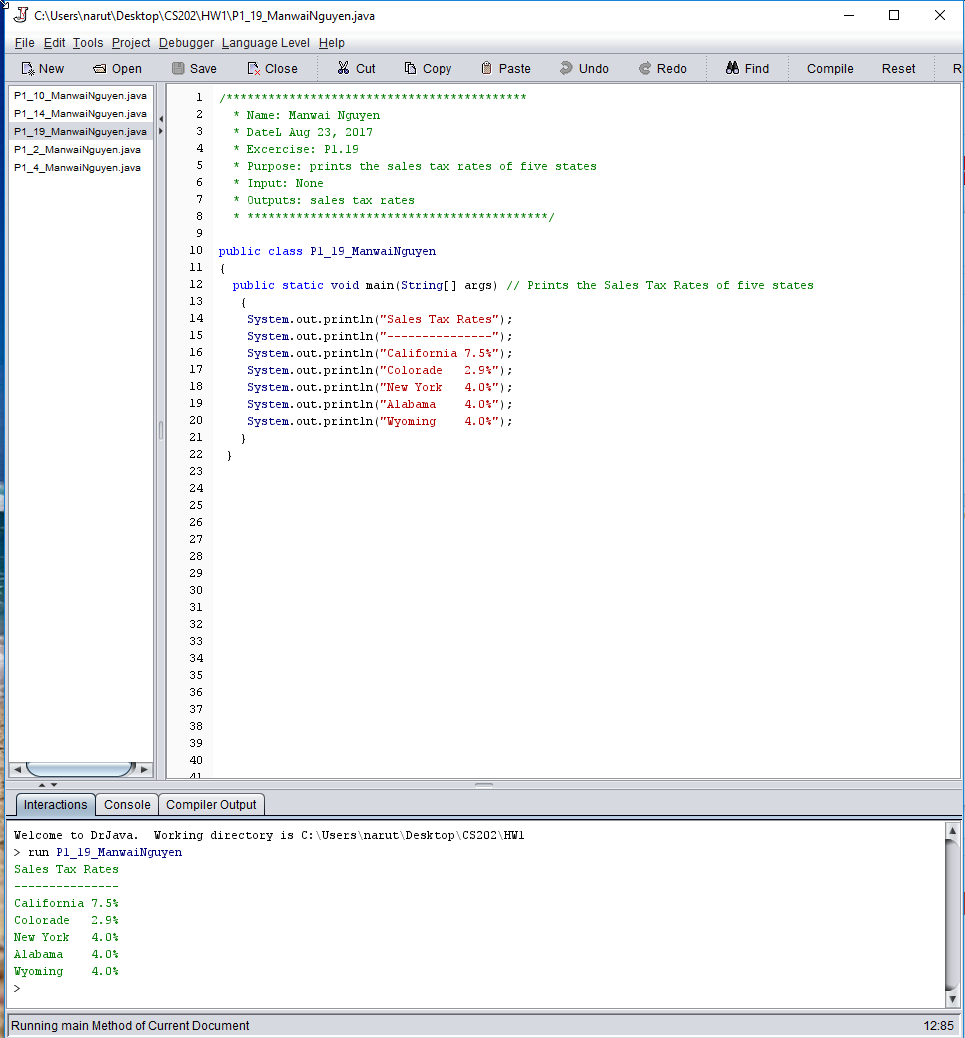 C:\Users\narut\Desktop\CS202\HW1\P1_19_ManwaiNguyen.java
File Edit Tools Project Debugger Language Level Help
New Open Save Close Cut Copy Paste Undo Redo Find Compile Reset R
P1_10_ManwaiNguyen.java
P1_14_ManwaiNguyen.java
P1_19_ManwaiNguyen.java
P1_2_ManwaiNguyen.java
P1_4_ManwaiNguyen.java
1 /*******************************************
2 * Name: Manwai Nguyen
3 * DateL Aug 23, 2017
4 * Excercise: P1.19
5 * Purpose: prints the sales tax rates of five states
6 * Input: None
7 * Outputs: sales tax rates
8 * *******************************************/
9
10 public class P1_19_ManwaiNguyen
11 {
12 public static void main(String[] args) // Prints the Sales Tax Rates of five states
13 {
14 System.out.println("Sales Tax Rates");
15 System.out.println("---------------");
16 System.out.println("California 7.5%");
17 System.out.println("Colorade   2.9%");
18 System.out.println("New York   4.0%");
19 System.out.println("Alabama    4.0%");
20 System.out.println("Wyoming    4.0%");
21 }
22 }
23
24
25
26
27
28
29
30
31
32
33
34
35
36
37
38
39
40
41
Interactions Console Compiler Output
Welcome to DrJava.  Working directory is C:\Users\narut\Desktop\CS202\HW1
> run P1_19_ManwaiNguyen
Sales Tax Rates
---------------
California 7.5%
Colorade   2.9%
New York   4.0%
Alabama    4.0%
Wyoming    4.0%
>
Running main Method of Current Document 12:85